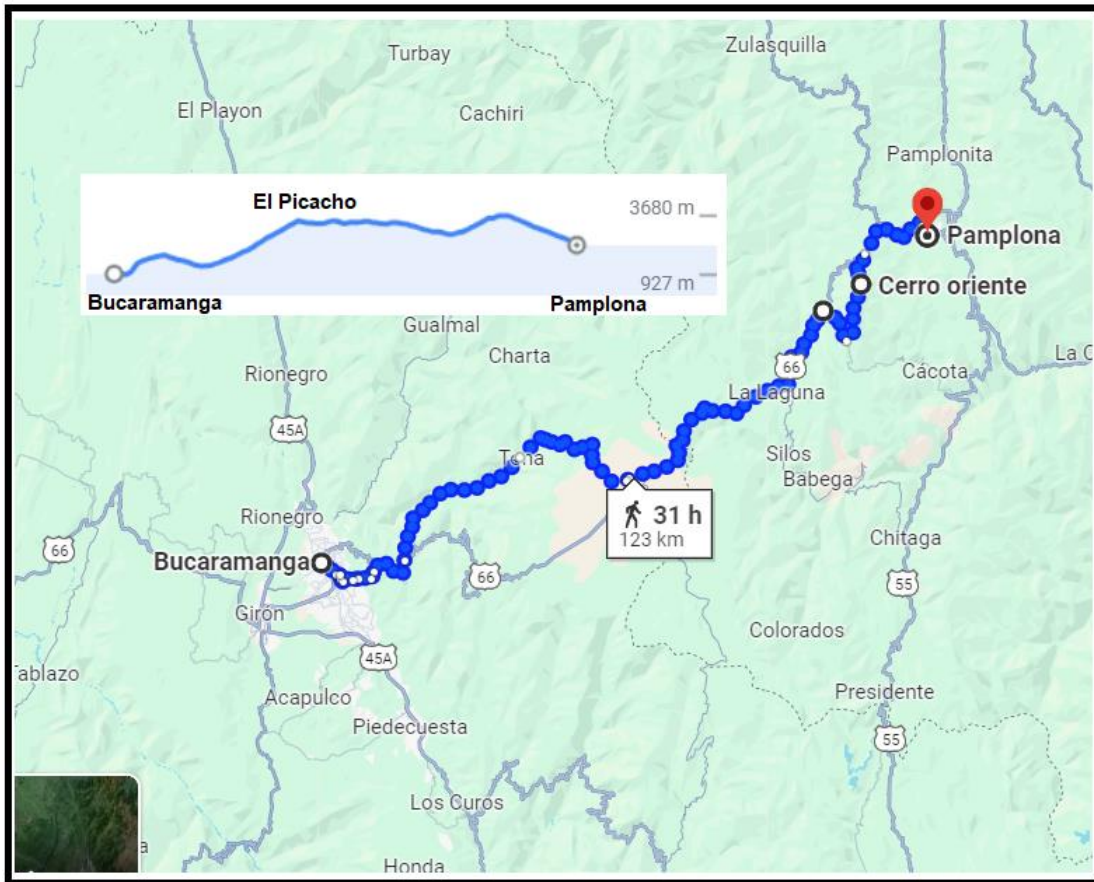 Zulasquilla
Turbay
El Playon
Cachiri
Pamplonita
El Picacho
3680 m
927 m
Bucaramanga
Pamplona
Pamplona
Cerro oriente
Gualmal
Charta
Rionegro
66
La Laguna
Cácota
45A
Silos
Babega
Rionegro
31 h
123 km
66
Bucaramanga
66
Chitaga
55
Girón
Colorados
45A
Tablazo
Acapulco
Presidente
Piedecuesta
55
Los Curos
Honda